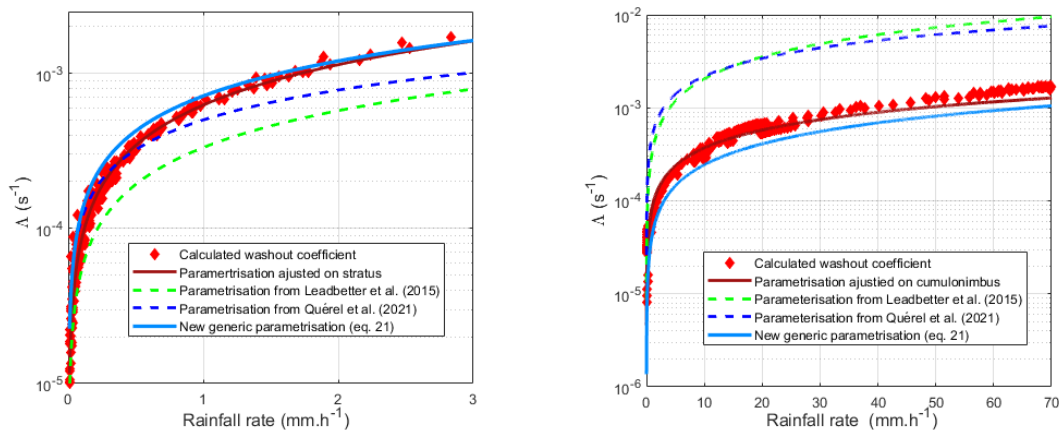 10^-3
10^-4
10^-5
Λ (s^-1)
0 1 2 3
Rainfall rate (mm.h^-1)
Calculated washout coefficient
Paramertrisation ajusted on stratus
Parametrisation from Leadbetter et al. (2015)
Parametrisation from Quérel et al. (2021)
New generic parametrisation (eq. 21)
10^-2
10^-3
10^-4
10^-5
10^-6
Λ (s^-1)
0 10 20 30 40 50 60 70
Rainfall rate (mm.h^-1)
Calculated washout coefficient
Parametrisation ajustied on cumulonimbus
Parameterisation from Leadbetter et al. (2015)
Parameterisation from Quérel et al. (2021)
New generic parametrisation (eq. 21)